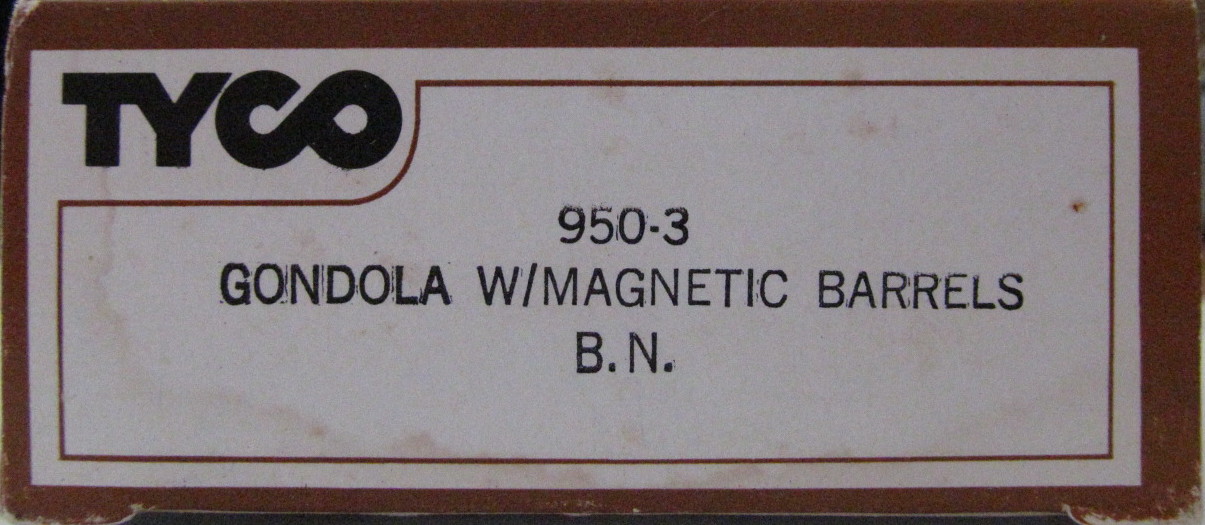 TYCO
950-3
GONDOLA W/MAGNETIC BARRELS
B.N.